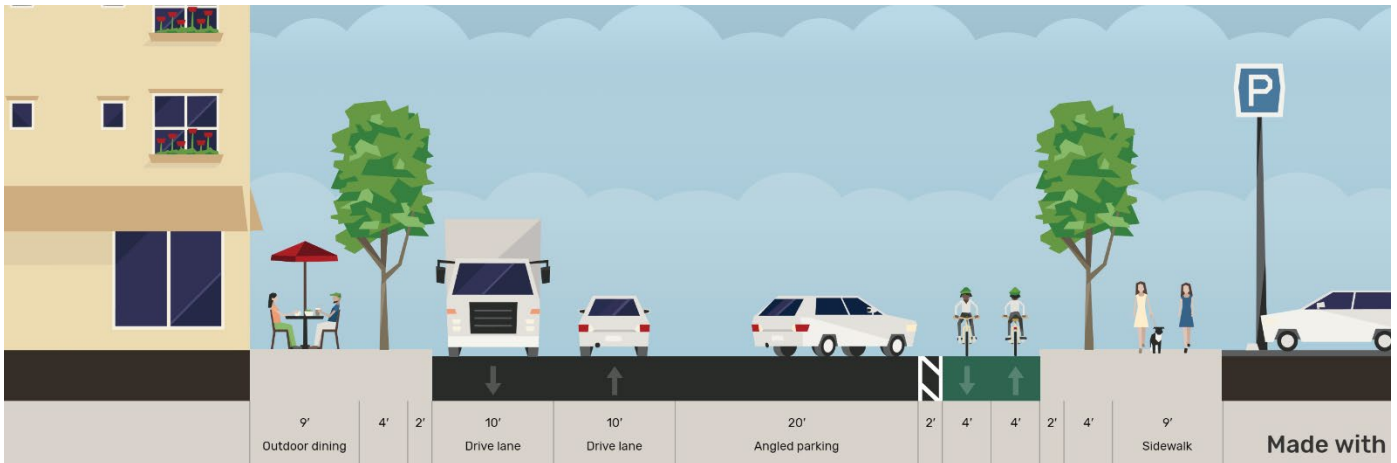 P
9’ 4’ 2’ 10’ 10’ 20’ 2’ 4’ 4’ 2’ 4’ 9’
Outdoor dining Drive lane Drive lane Angled parking Sidewalk
Made with